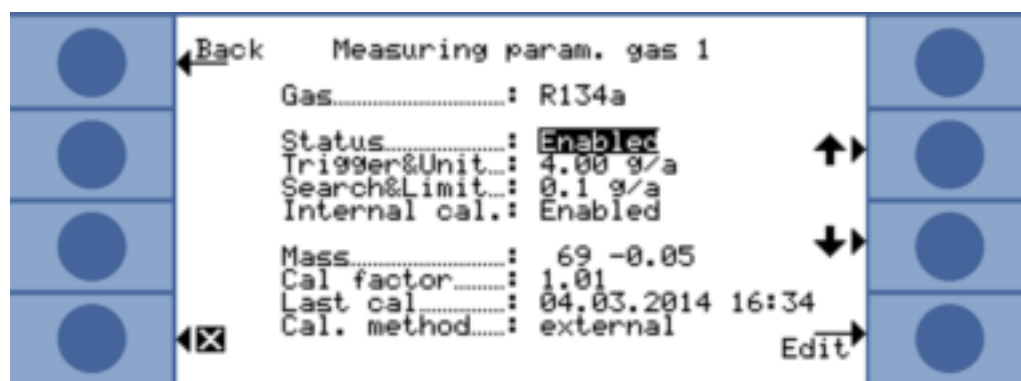 Back Measuring param. gas 1
Gas: R134a
Status: Enabled
Trigger&Unit: 4.00 g/a
Search&Limit: 0.1 g/a
Internal cal.: Enabled
Mass: 69 -0.05
Cal factor: 1.01
Last cal: 04.03.2014 16:34
Cal. method: external
Edit